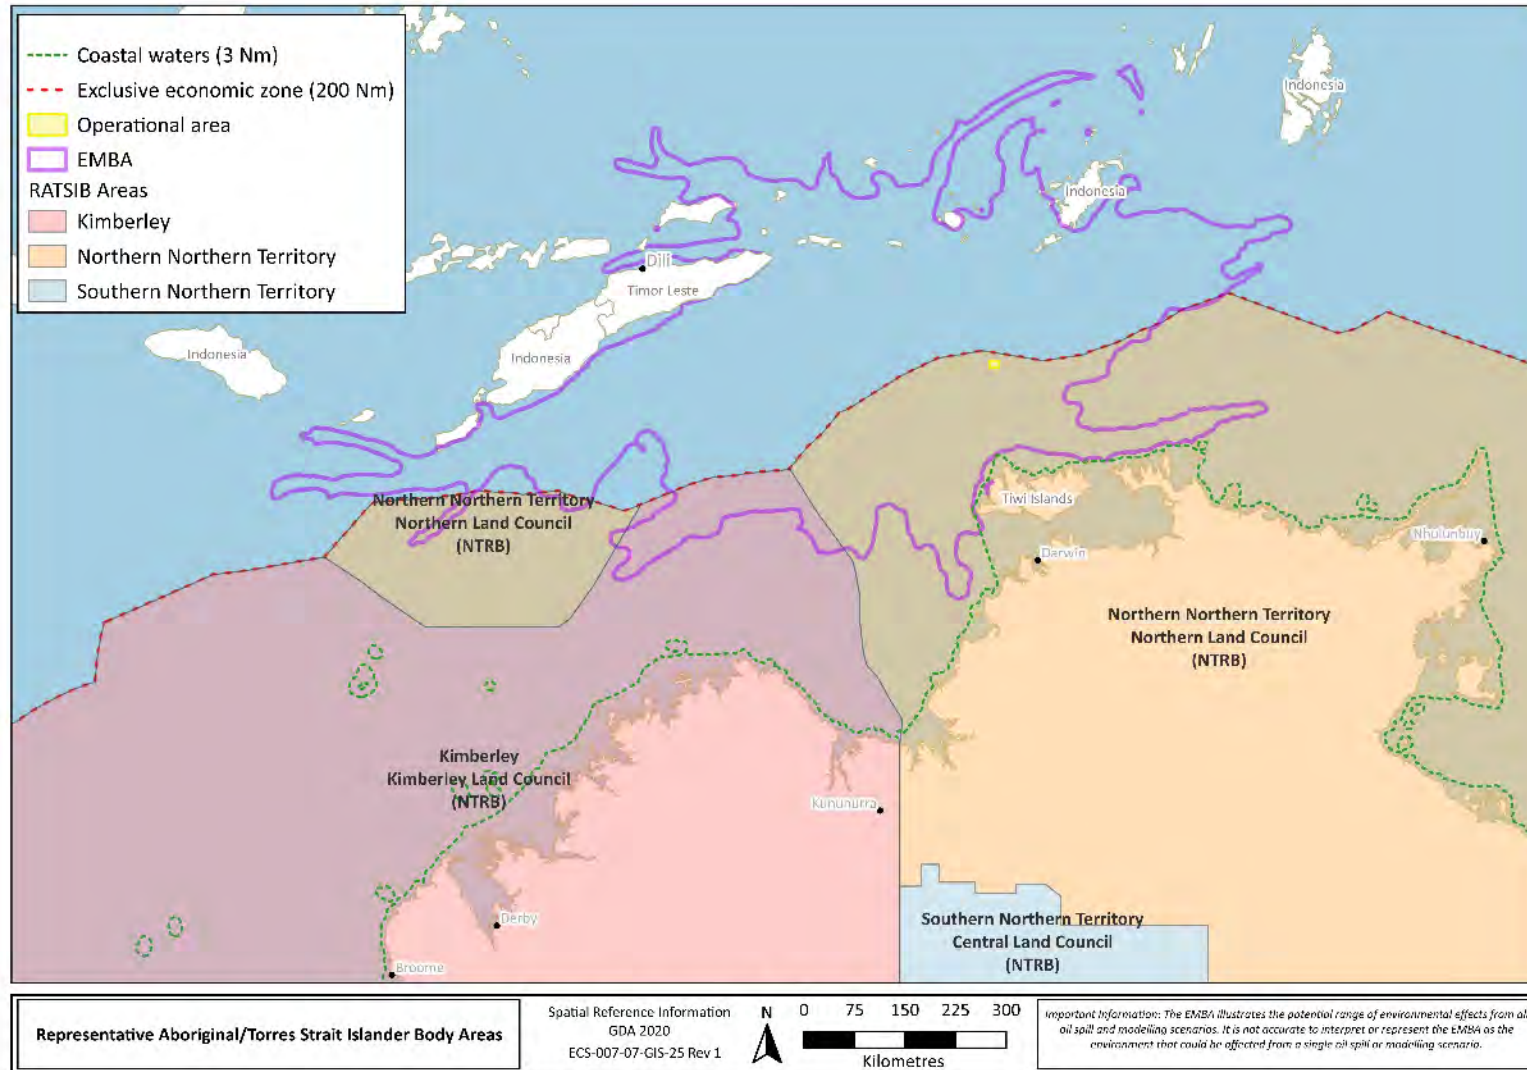 Coastal waters (3 Nm)
Exclusive economic zone (200 Nm)
Operational area
EMBA
RATSIB Areas
Kimberley
Northern Northern Territory
Southern Northern Territory
Indonesia
Indonesia
Dili
Timor Leste
Indonesia
Indonesia
Northern Northern Territory
Northern Land Council
(NTRB)
Tiwi Islands
Darwin
Nhulunbuy
Northern Northern Territory
Northern Land Council
(NTRB)
Kimberley
Kimberley Land Council
(NTRB)
Kununurra
Derby
Broome
Southern Northern Territory
Central Land Council
(NTRB)
Representative Aboriginal/Torres Strait Islander Body Areas
Spatial Reference Information
GDA 2020
ECS-007-07-GIS-25 Rev 1
N
0 75 150 225 300
Kilometres
Important Information: The EMBA illustrates the potential range of environmental effects from all
oil spill and modelling scenarios. It is not accurate to interpret or represent the EMBA as the
environment that could be affected from a single oil spill or modelling scenario.